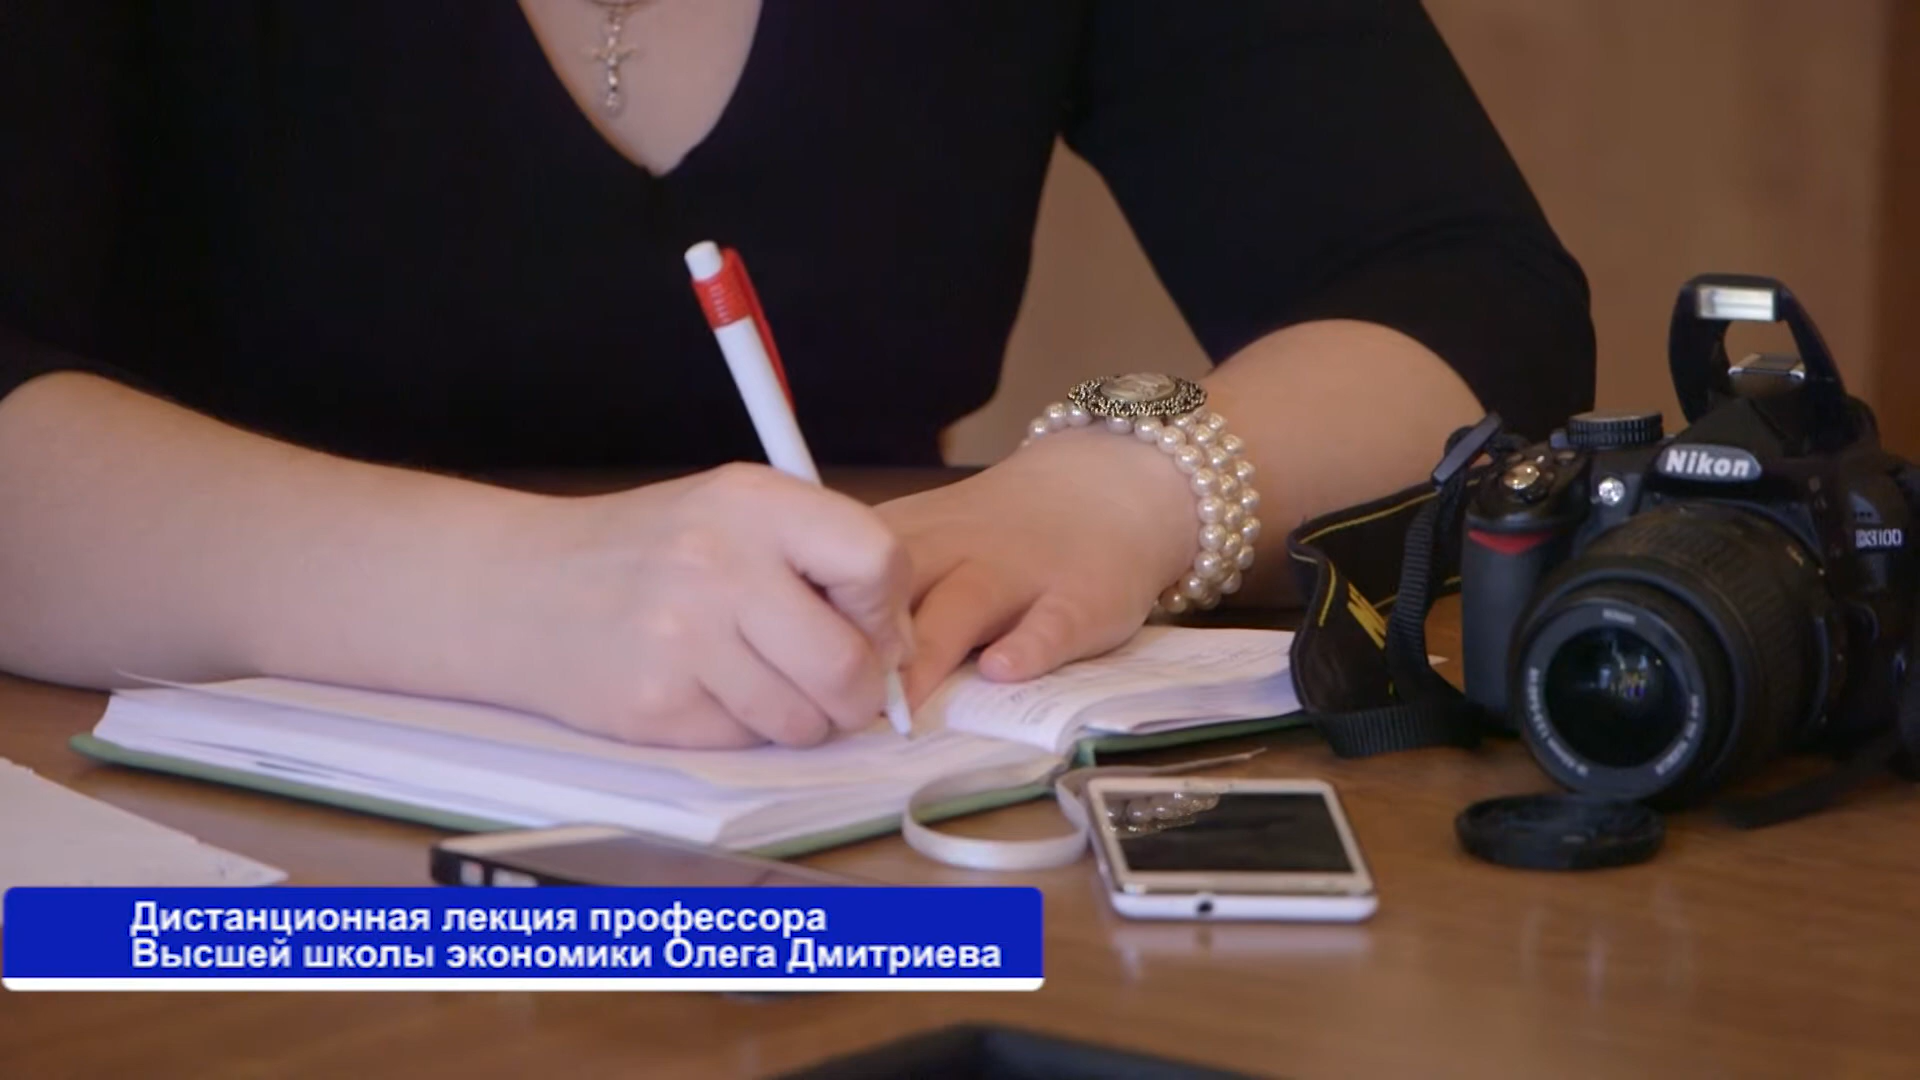 Nikon
D3100
Дистанционная лекция профессора
Высшей школы экономики Олега Дмитриева